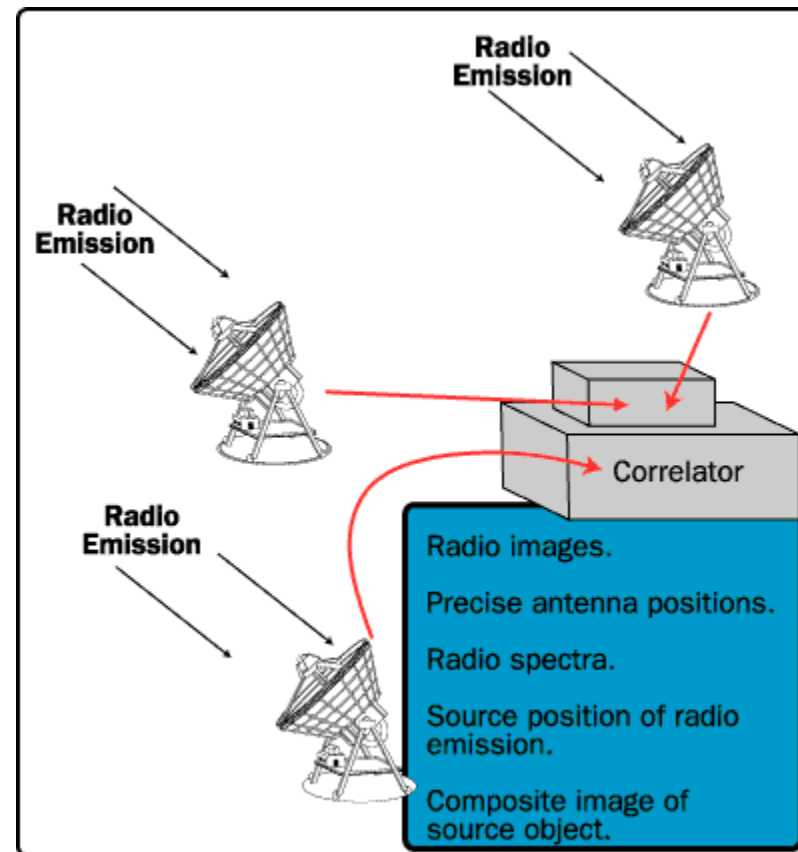 Radio
Emission
Radio
Emission
Correlator
Radio
Emission
Radio images.
Precise antenna positions.
Radio spectra.
Source position of radio
emission.
Composite image of
source object.